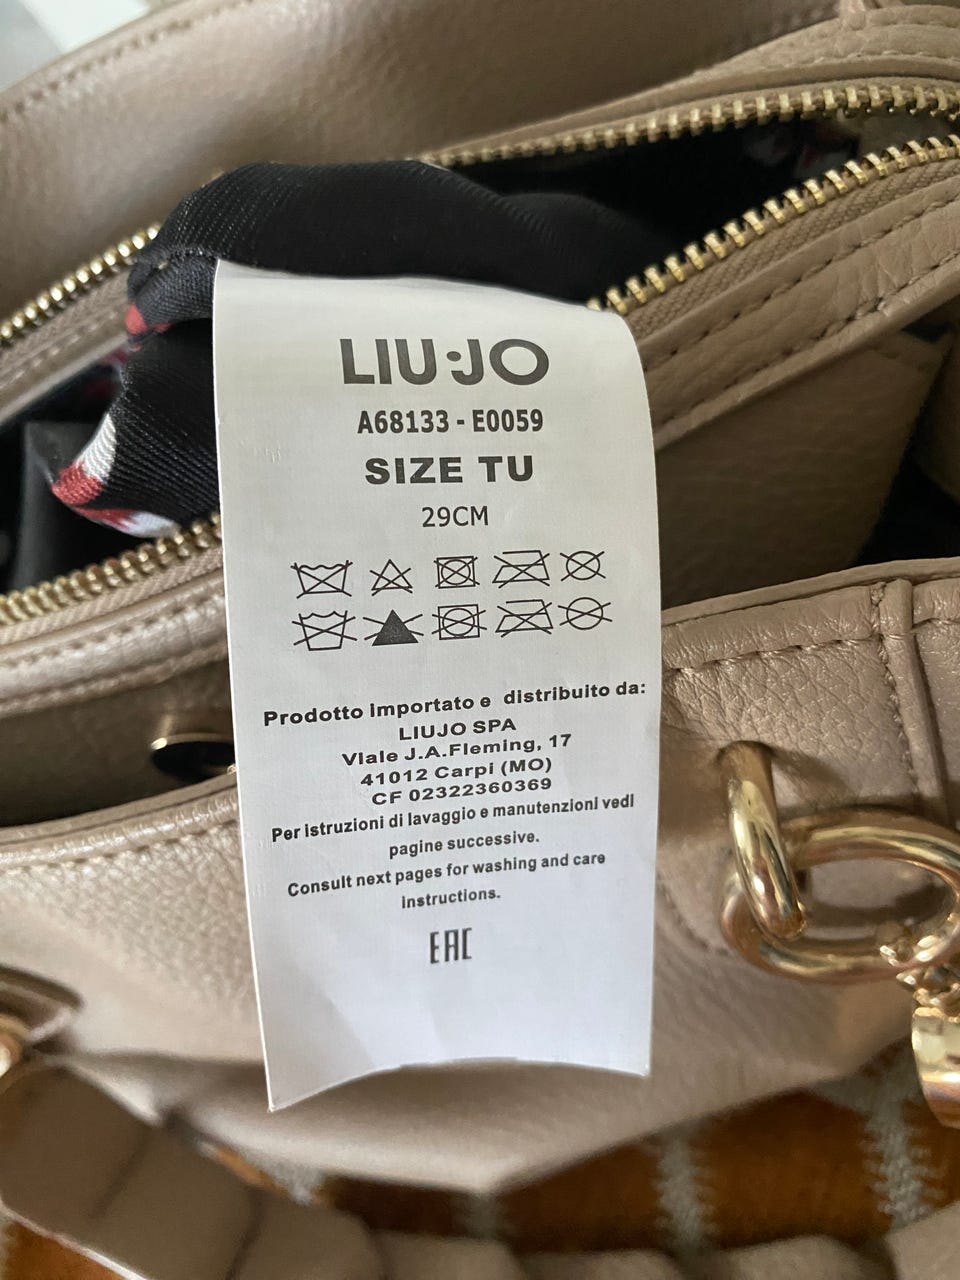 LIU·JO
A68133 - E0059
SIZE TU
29CM
Prodotto importato e distribuito da:
LIUJO SPA
Viale J.A.Fleming, 17
41012 Carpi (MO)
CF 02322360369
Per istruzioni di lavaggio e manutenzioni vedi
pagine successive.
Consult next pages for washing and care
instructions.
EAC